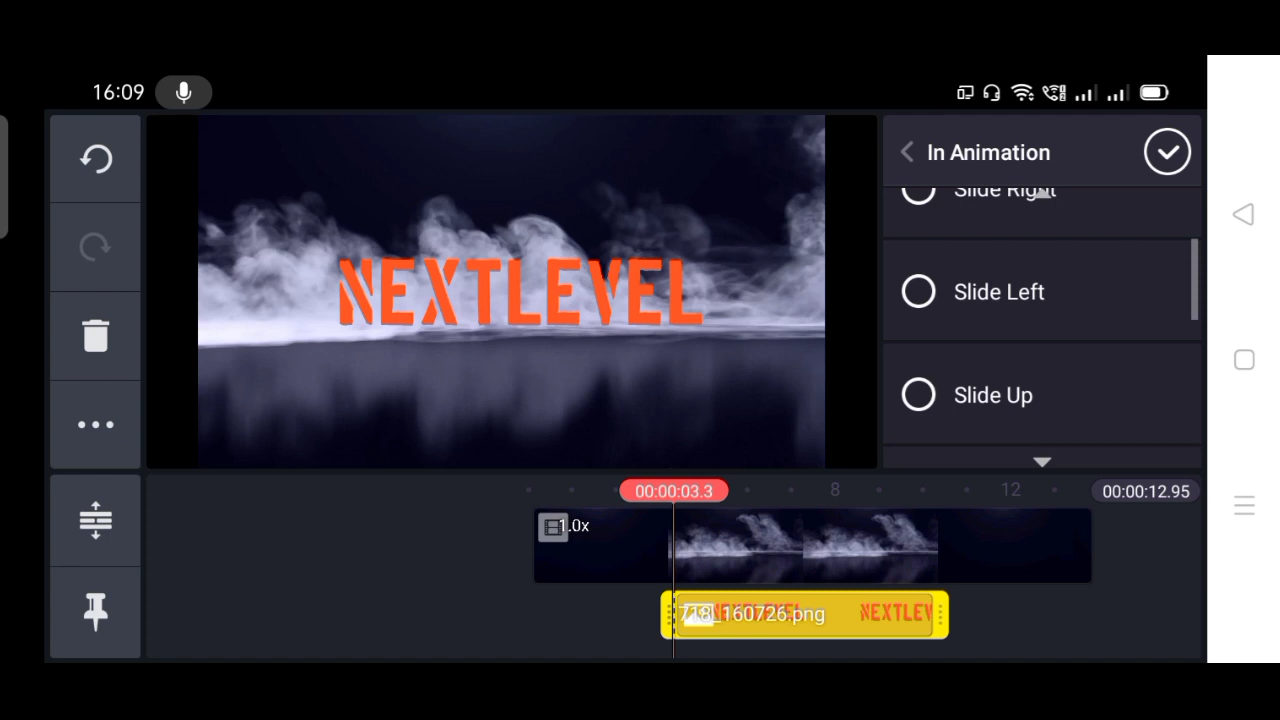 16:09
In Animation
Slide Right
Slide Left
Slide Up
NEXTLEVEL
00:00:03.3
8
12
00:00:12.95
1.0x
718_160726.png
NEXTLEVEL
NEXTLEV